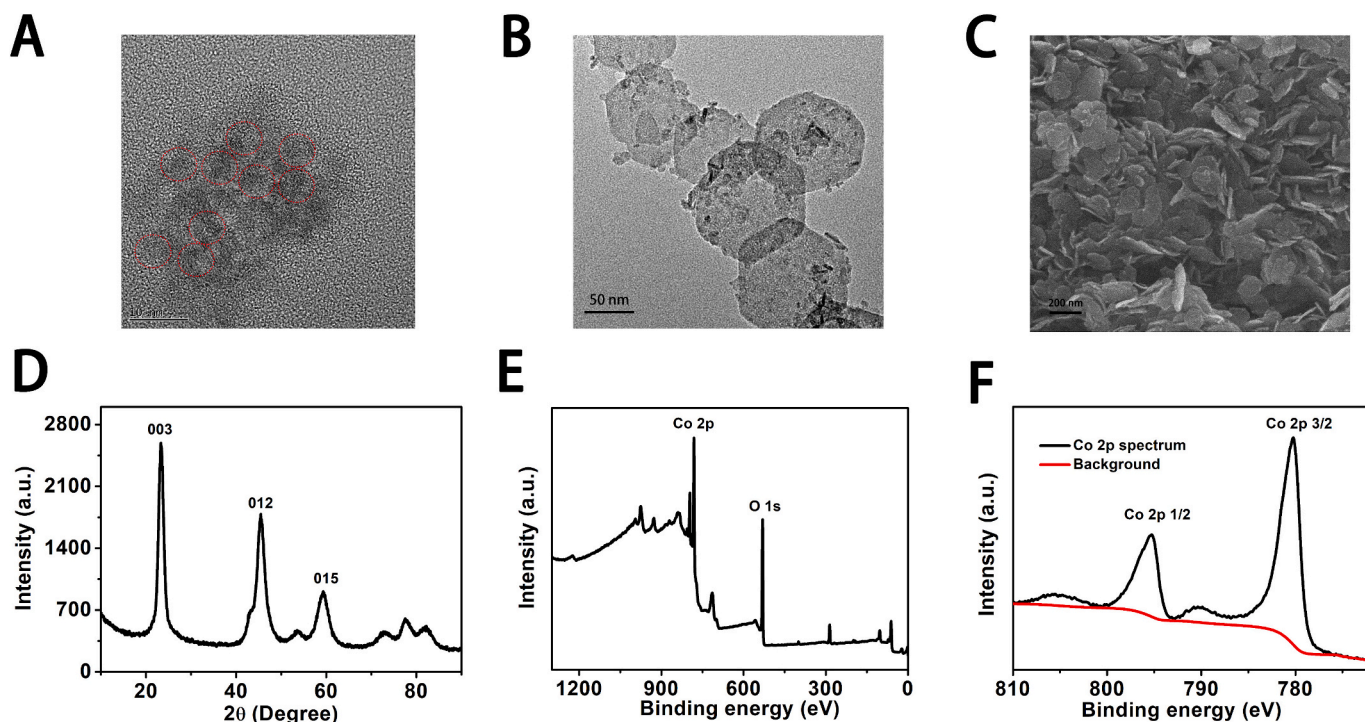 A
B
C
10 nm
50 nm
200 nm
D
E
F
2800
2100
1400
700
0
Intensity (a.u.)
003
012
015
20
40
60
80
2θ (Degree)
Intensity (a.u.)
Co 2p
O 1s
1200
900
600
300
0
Binding energy (eV)
Intensity (a.u.)
Co 2p spectrum
Background
Co 2p 3/2
Co 2p 1/2
810
800
790
780
Binding energy (eV)